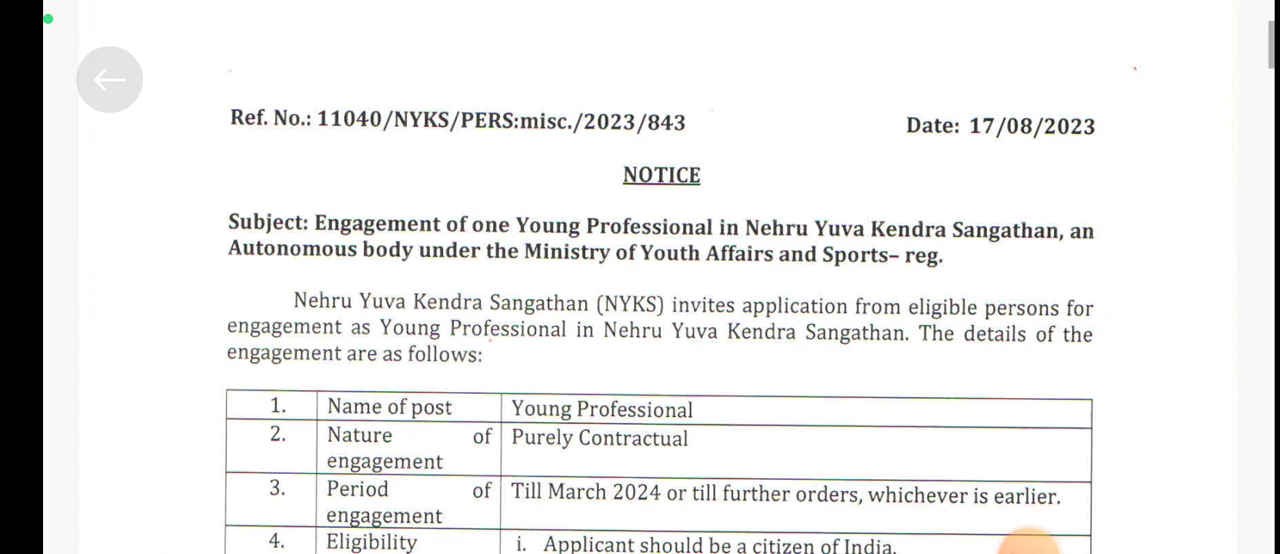 Ref. No.: 11040/NYKS/PERS:misc./2023/843 Date: 17/08/2023
NOTICE
Subject: Engagement of one Young Professional in Nehru Yuva Kendra Sangathan, an
Autonomous body under the Ministry of Youth Affairs and Sports– reg.
Nehru Yuva Kendra Sangathan (NYKS) invites application from eligible persons for
engagement as Young Professional in Nehru Yuva Kendra Sangathan. The details of the
engagement are as follows:
1. Name of post Young Professional
2. Nature of Purely Contractual
engagement
3. Period of Till March 2024 or till further orders, whichever is earlier.
engagement
4. Eligibility i. Applicant should be a citizen of India.